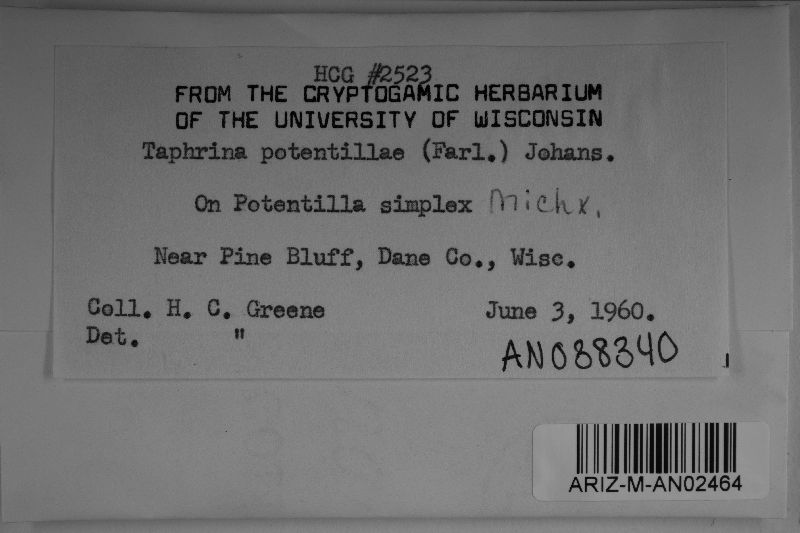 HCG #2523
FROM THE CRYPTOGAMIC HERBARIUM
OF THE UNIVERSITY OF WISCONSIN
Taphrina potentillae (Farl.) Johans.
On Potentilla simplex Michx.
Near Pine Bluff, Dane Co., Wisc.
Coll. H. C. Greene June 3, 1960.
Det. "
AN088340
ARIZ-M-AN02464